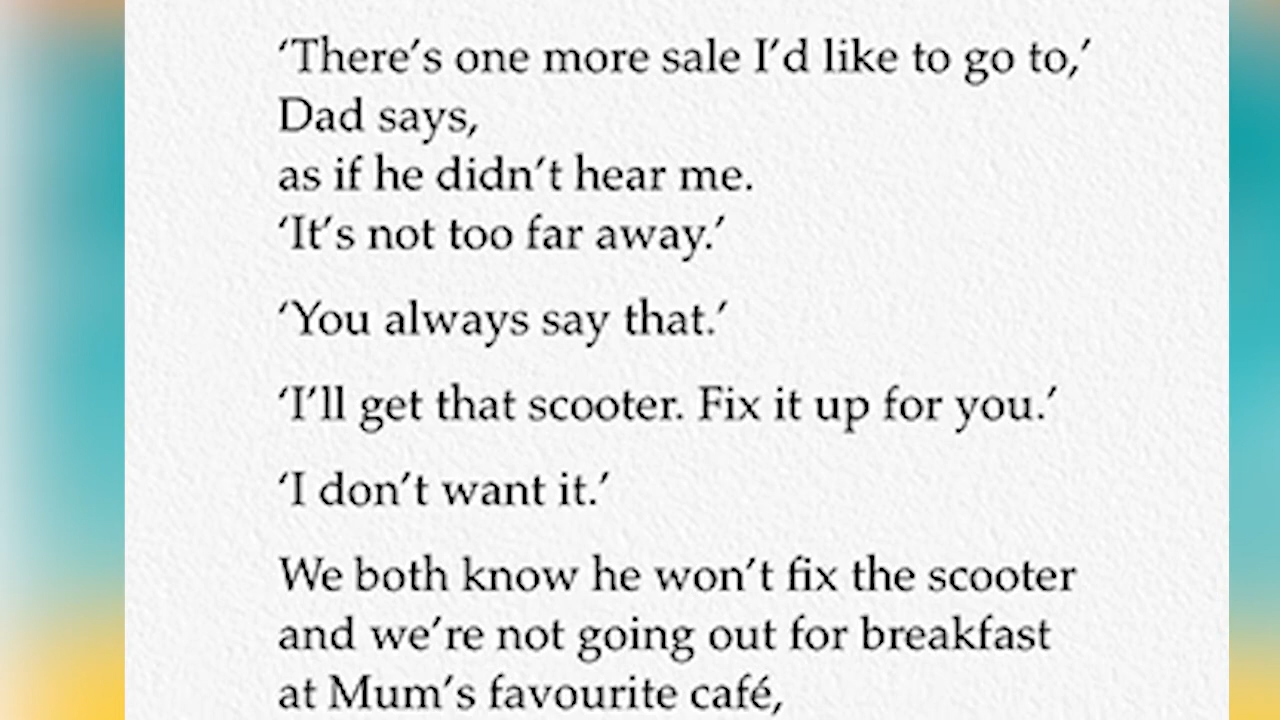 ‘There’s one more sale I’d like to go to,’
Dad says,
as if he didn’t hear me.
‘It’s not too far away.’
‘You always say that.’
‘I’ll get that scooter. Fix it up for you.’
‘I don’t want it.’
We both know he won’t fix the scooter
and we’re not going out for breakfast
at Mum’s favourite café,